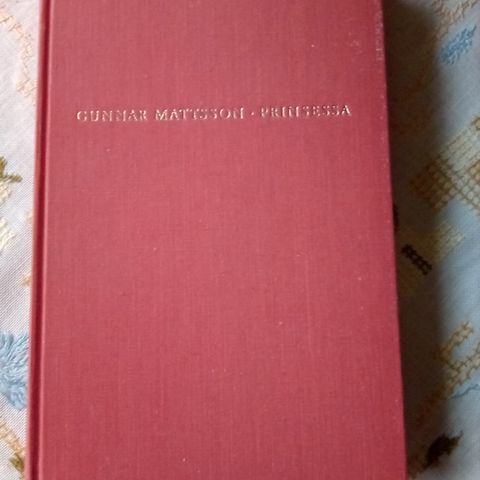 GUNNAR MATTSSON · PRINSESSA